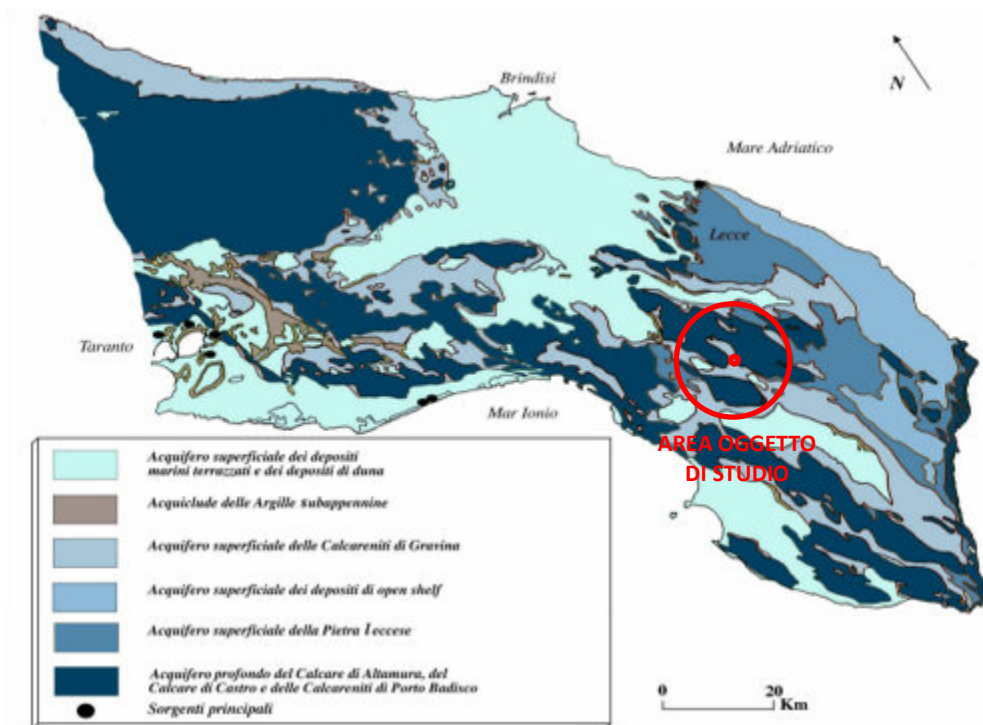 Brindisi
N
Mare Adriatico
Lecce
Taranto
Mar Ionio
AREA OGGETTO
DI STUDIO
Acquifero superficiale dei depositi
marini terrazzati e dei depositi di duna
Acquiclude delle Argille subappennine
Acquifero superficiale delle Calcareniti di Gravina
Acquifero superficiale dei depositi di open shelf
Acquifero superficiale della Pietra leccese
Acquifero profondo del Calcare di Altamura, del
Calcare di Castro e delle Calcareniti di Porto Badisco
Sorgenti principali
0 20
Km